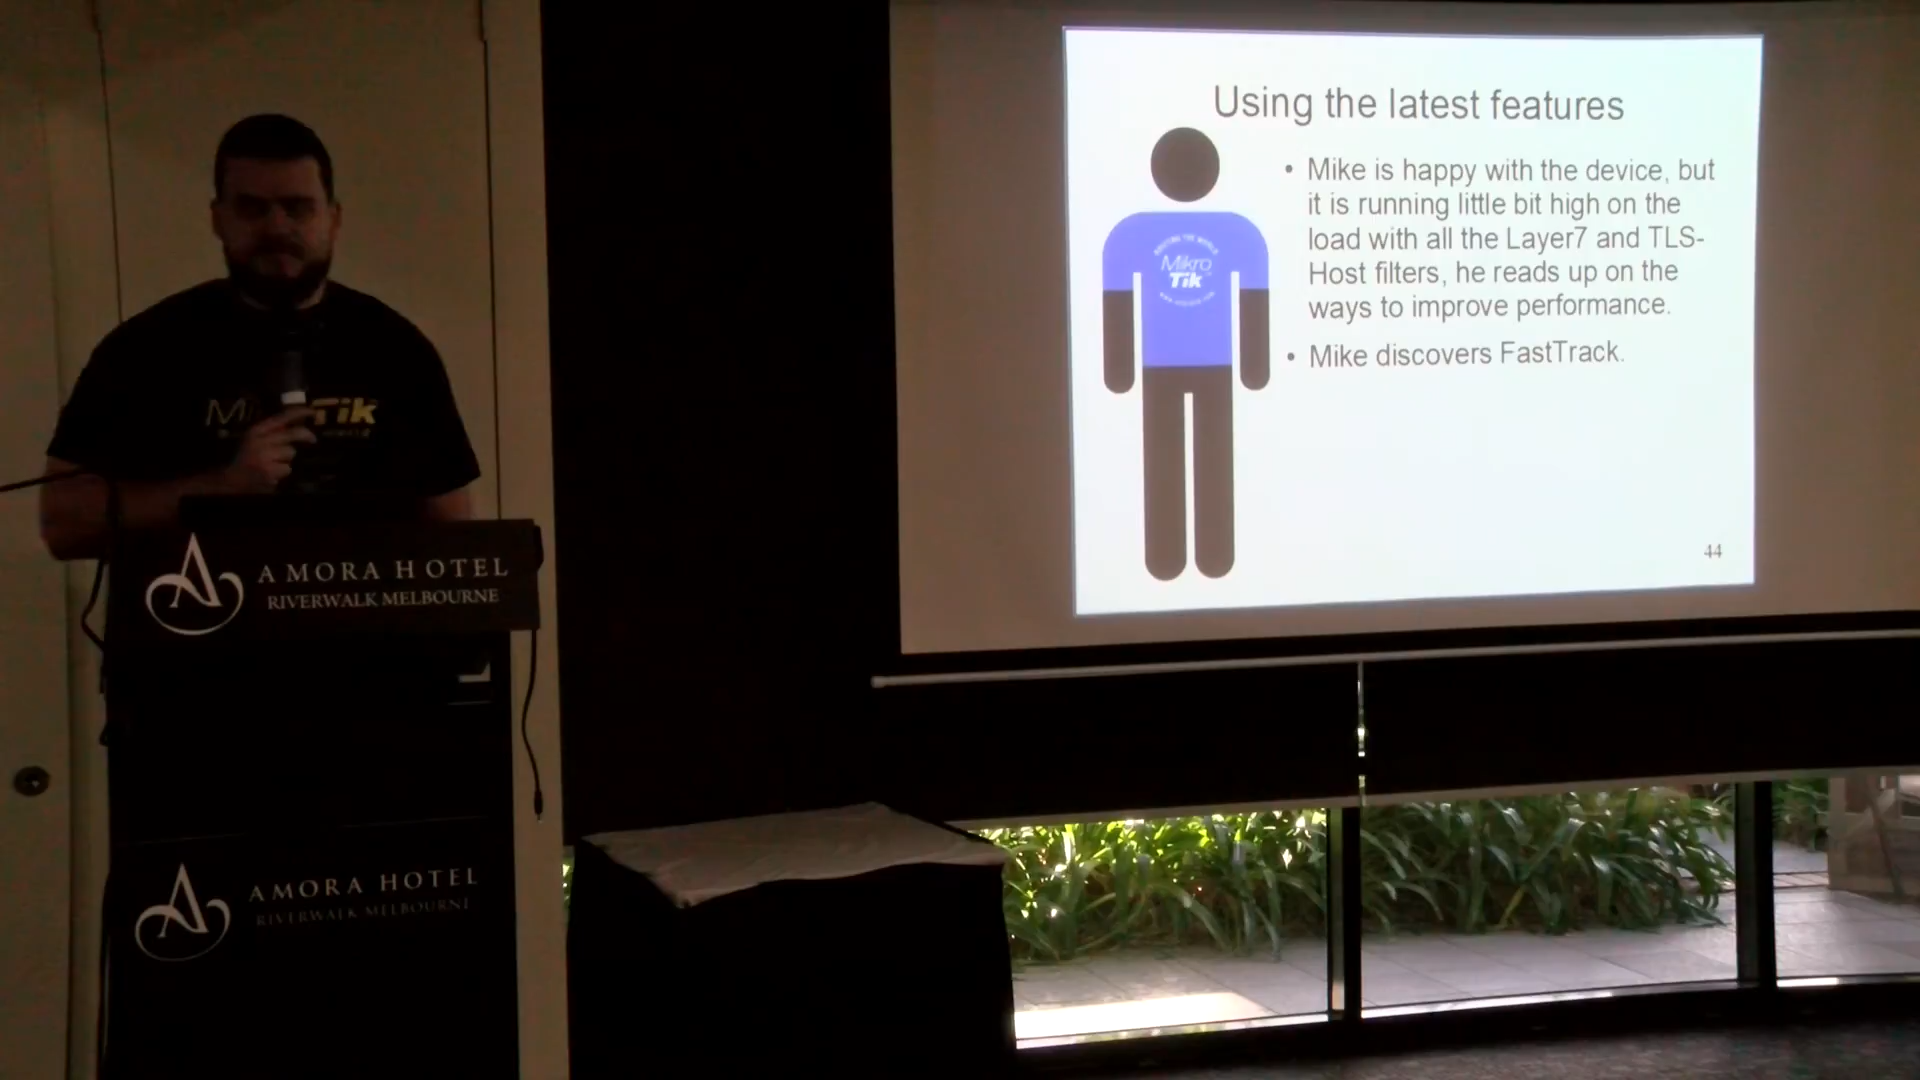 Using the latest features
• Mike is happy with the device, but
it is running little bit high on the
load with all the Layer7 and TLS-
Host filters, he reads up on the
ways to improve performance.
• Mike discovers FastTrack.
Mikro
Tik
44
Tik
AMORA HOTEL
RIVERWALK MELBOURNE
AMORA HOTEL
RIVERWALK MELBOURNE